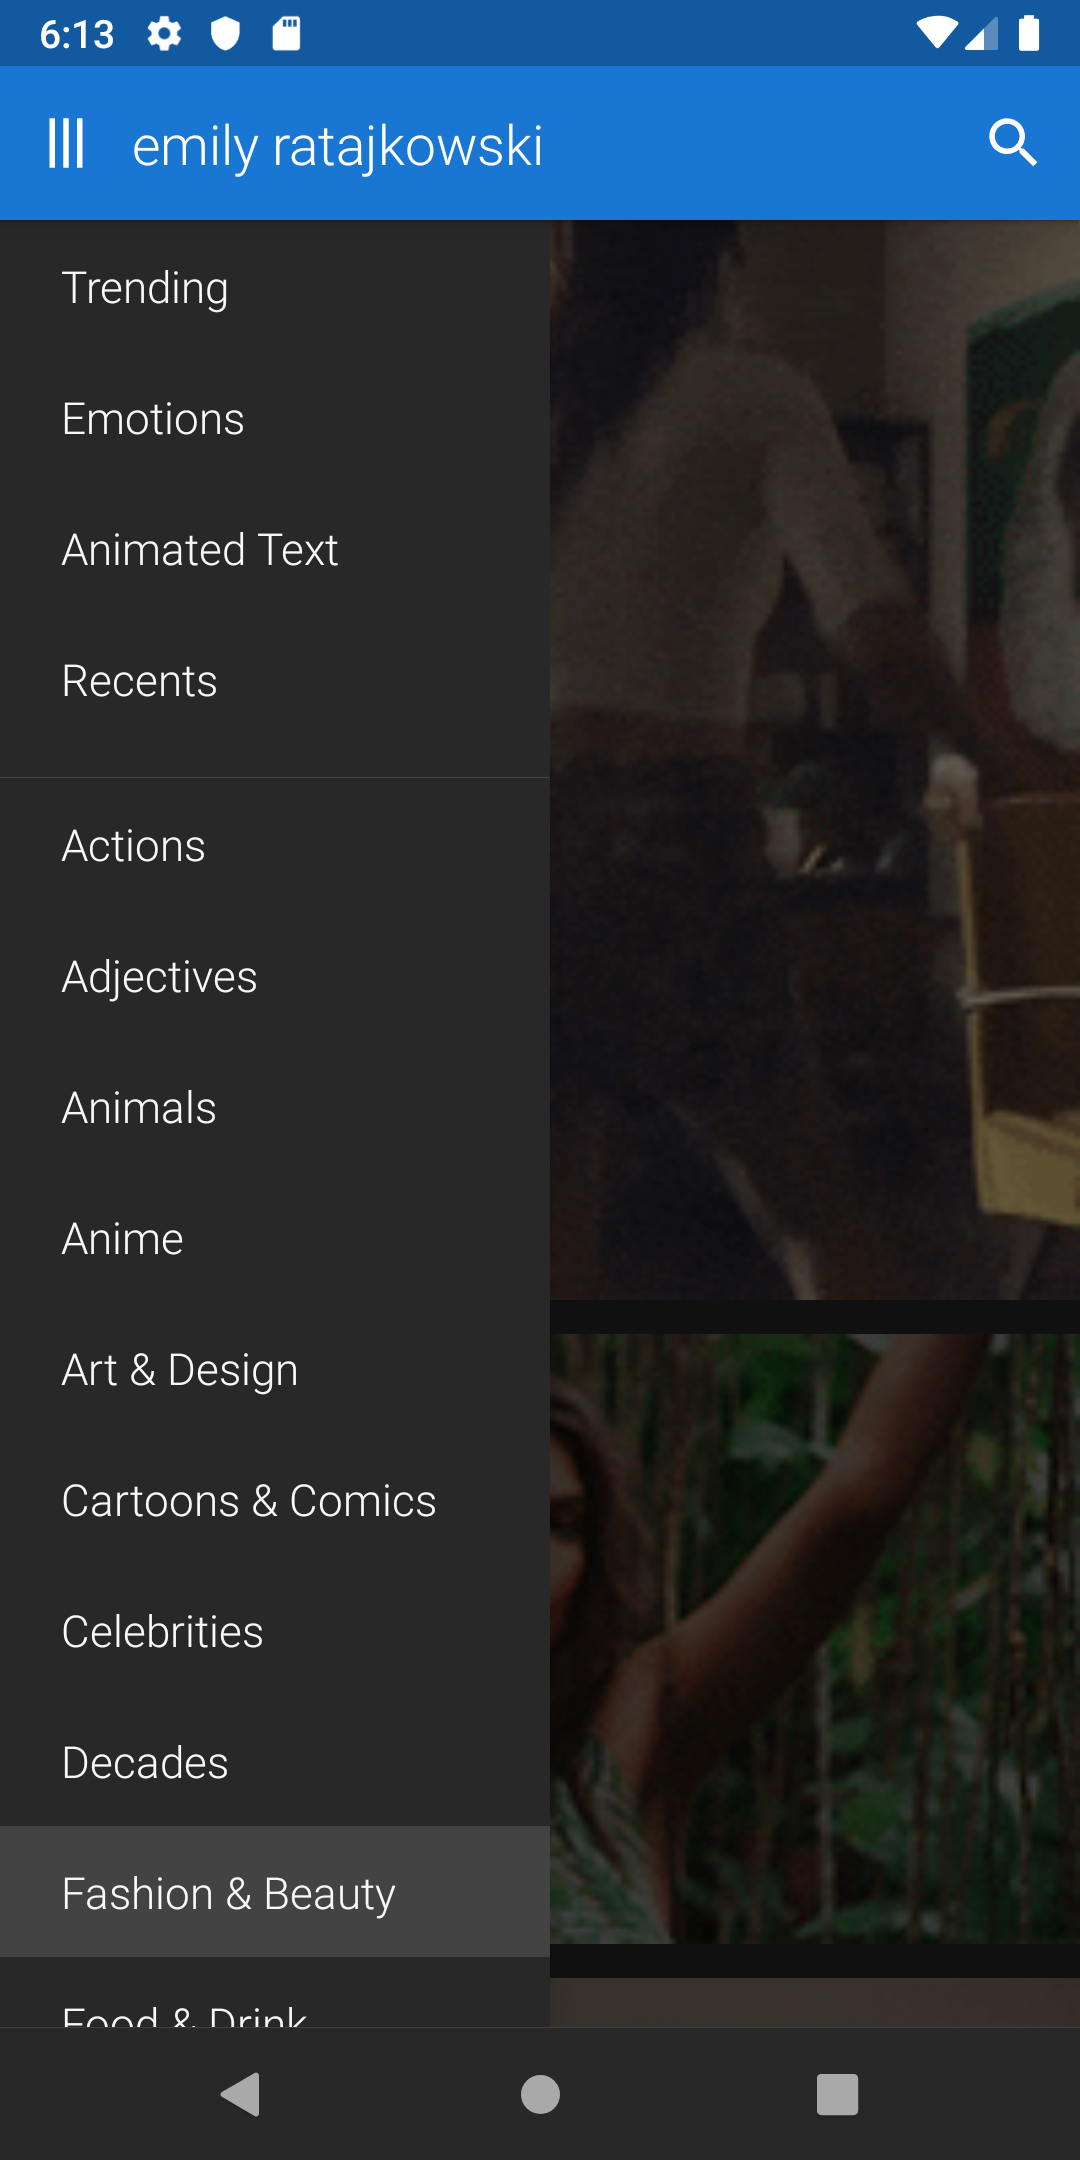 6:13
emily ratajkowski
Trending
Emotions
Animated Text
Recents
Actions
Adjectives
Animals
Anime
Art & Design
Cartoons & Comics
Celebrities
Decades
Fashion & Beauty
Food & Drink